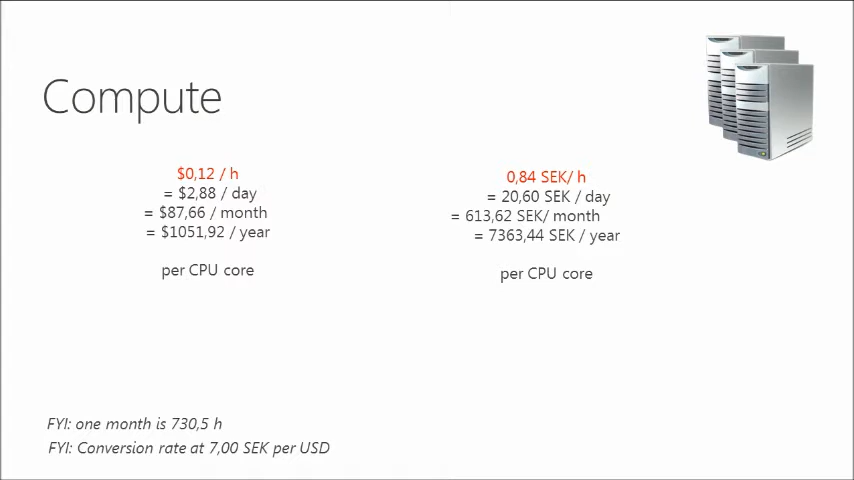 Compute
$0,12 / h
= $2,88 / day
= $87,66 / month
= $1051,92 / year
per CPU core
0,84 SEK/ h
= 20,60 SEK / day
= 613,62 SEK/ month
= 7363,44 SEK / year
per CPU core
FYI: one month is 730,5 h
FYI: Conversion rate at 7,00 SEK per USD